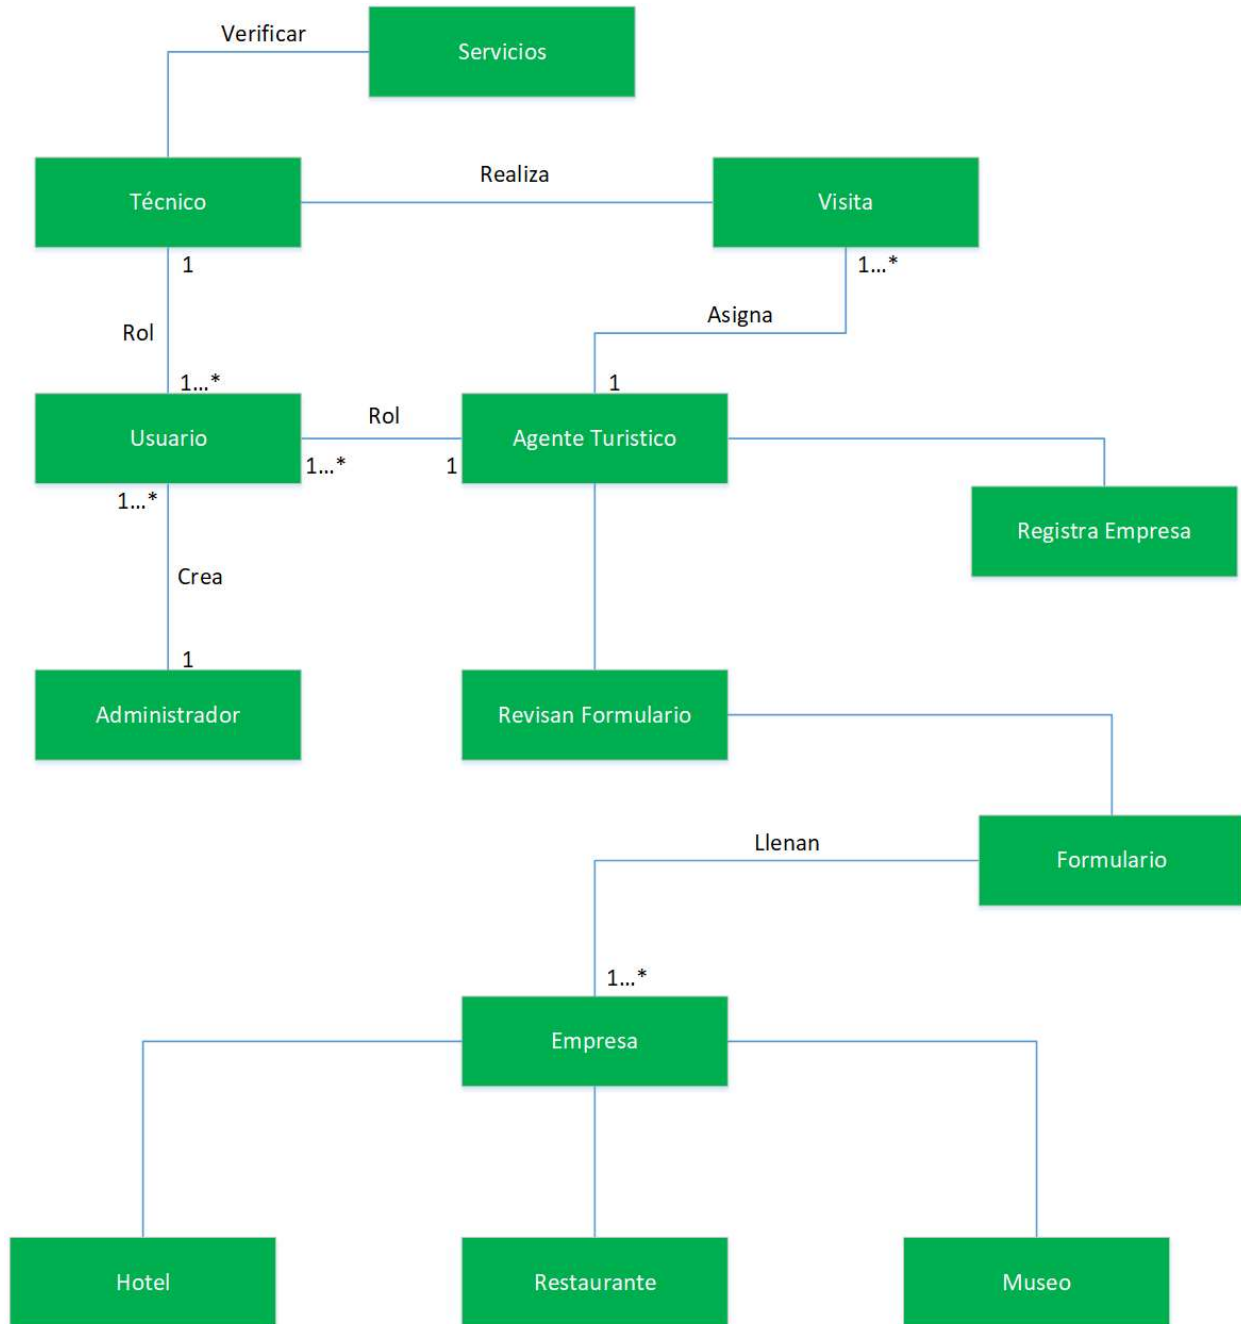 Verificar
Servicios
Técnico
Realiza
Visita
1
1...*
Asigna
Rol
1...*
1
Usuario
Rol
Agente Turistico
1...*
1
1...*
Registra Empresa
Crea
1
Administrador
Revisan Formulario
Llenan
Formulario
1...*
Empresa
Hotel
Restaurante
Museo